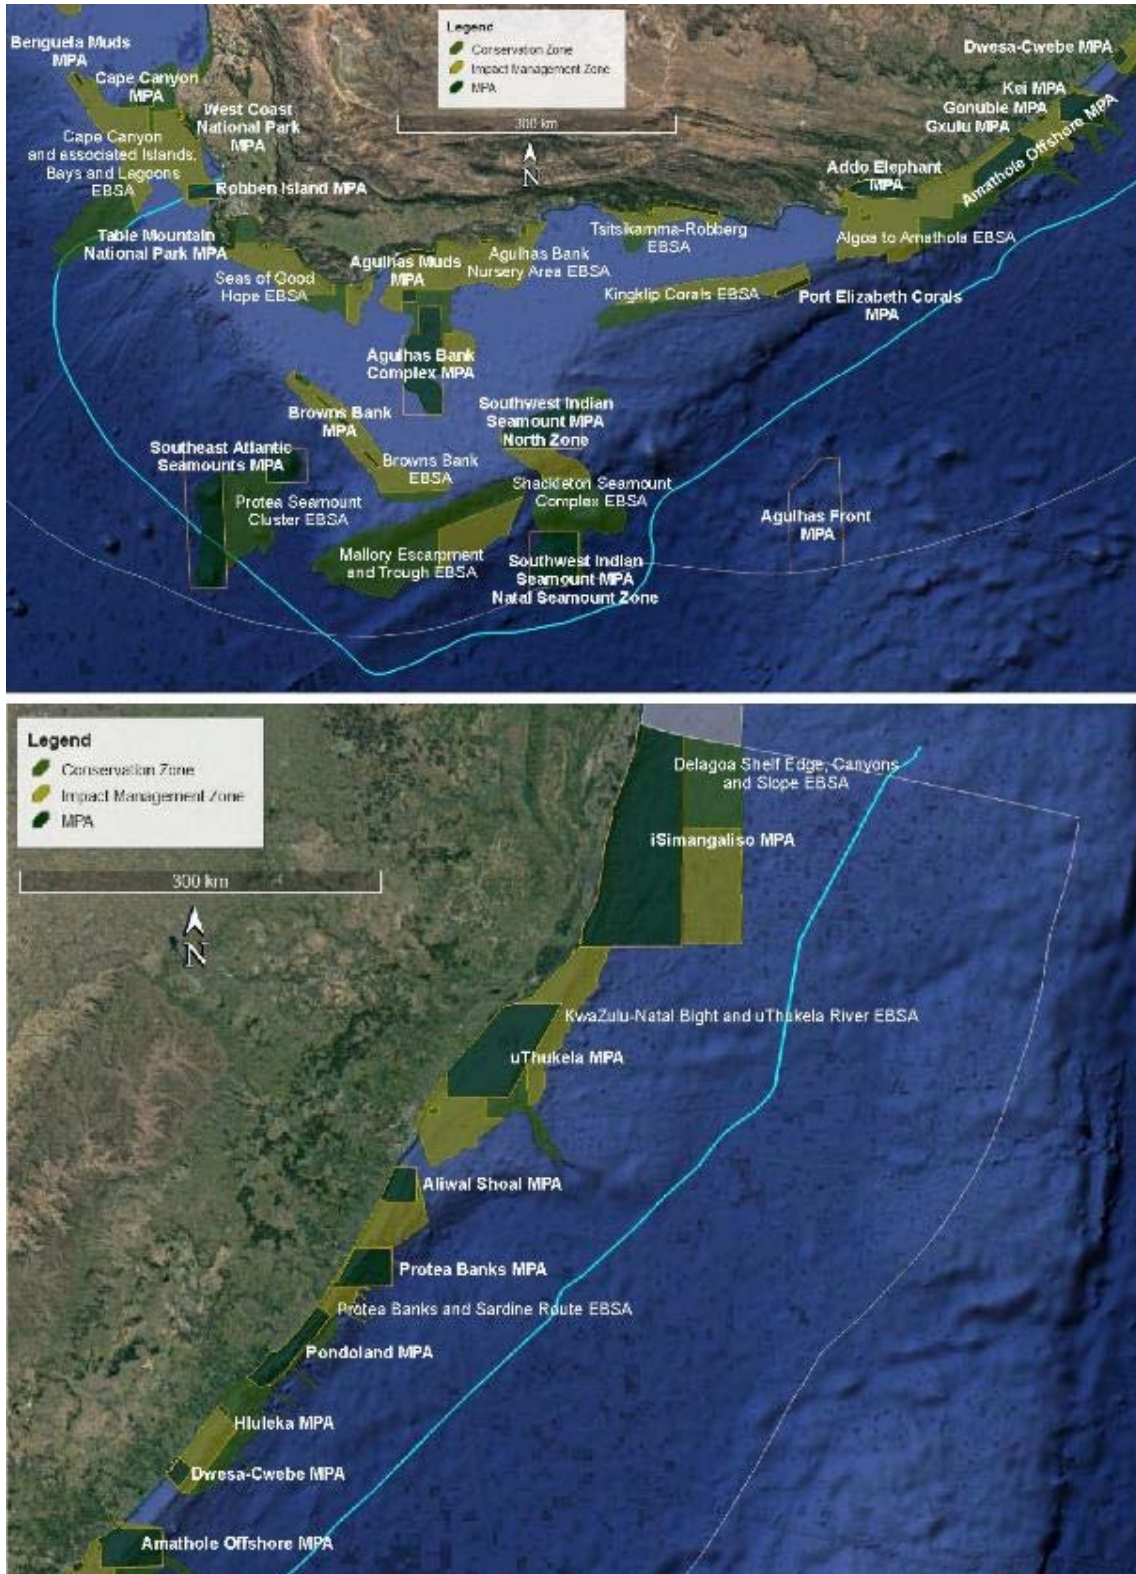 Benguela Muds
MPA
Cape Canyon
MPA
West Coast
National Park
MPA
Cape Canyon
and associated Islands,
Bays and Lagoons
EBSA
Robben Island MPA
Table Mountain
National Park MPA
Legend
Conservation Zone
Impact Management Zone
MPA
300 km
N
Dwesa-Cwebe MPA
Kei MPA
Gonubie MPA
Gxulu MPA
Amathole Offshore MPA
Addo Elephant
MPA
Algoa to Amathola EBSA
Tsitsikamma-Robberg
EBSA
Agulhas Bank
Nursery Area EBSA
Agulhas Muds
MPA
Seas of Good
Hope EBSA
Kingklip Corals EBSA
Port Elizabeth Corals
MPA
Agulhas Bank
Complex MPA
Browns Bank
MPA
Southwest Indian
Seamount MPA
North Zone
Southeast Atlantic
Seamounts MPA
Browns Bank
EBSA
Protea Seamount
Cluster EBSA
Shackleton Seamount
Complex EBSA
Agulhas Front
MPA
Mallory Escarpment
and Trough EBSA
Southwest Indian
Seamount MPA
Natal Seamount Zone
Legend
Conservation Zone
Impact Management Zone
MPA
300 km
N
Delagoa Shelf Edge, Canyons
and Slope EBSA
iSimangaliso MPA
KwaZulu-Natal Bight and uThukela River EBSA
uThukela MPA
Aliwal Shoal MPA
Protea Banks MPA
Protea Banks and Sardine Route EBSA
Pondoland MPA
Hluleka MPA
Dwesa-Cwebe MPA
Amathole Offshore MPA